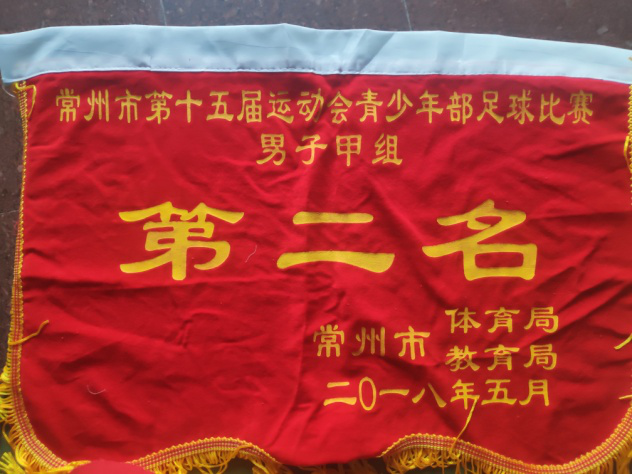 常州市第十五届运动会青少年部足球比赛
男子甲组
第二名
常州市 体育局
教育局
二〇一八年五月